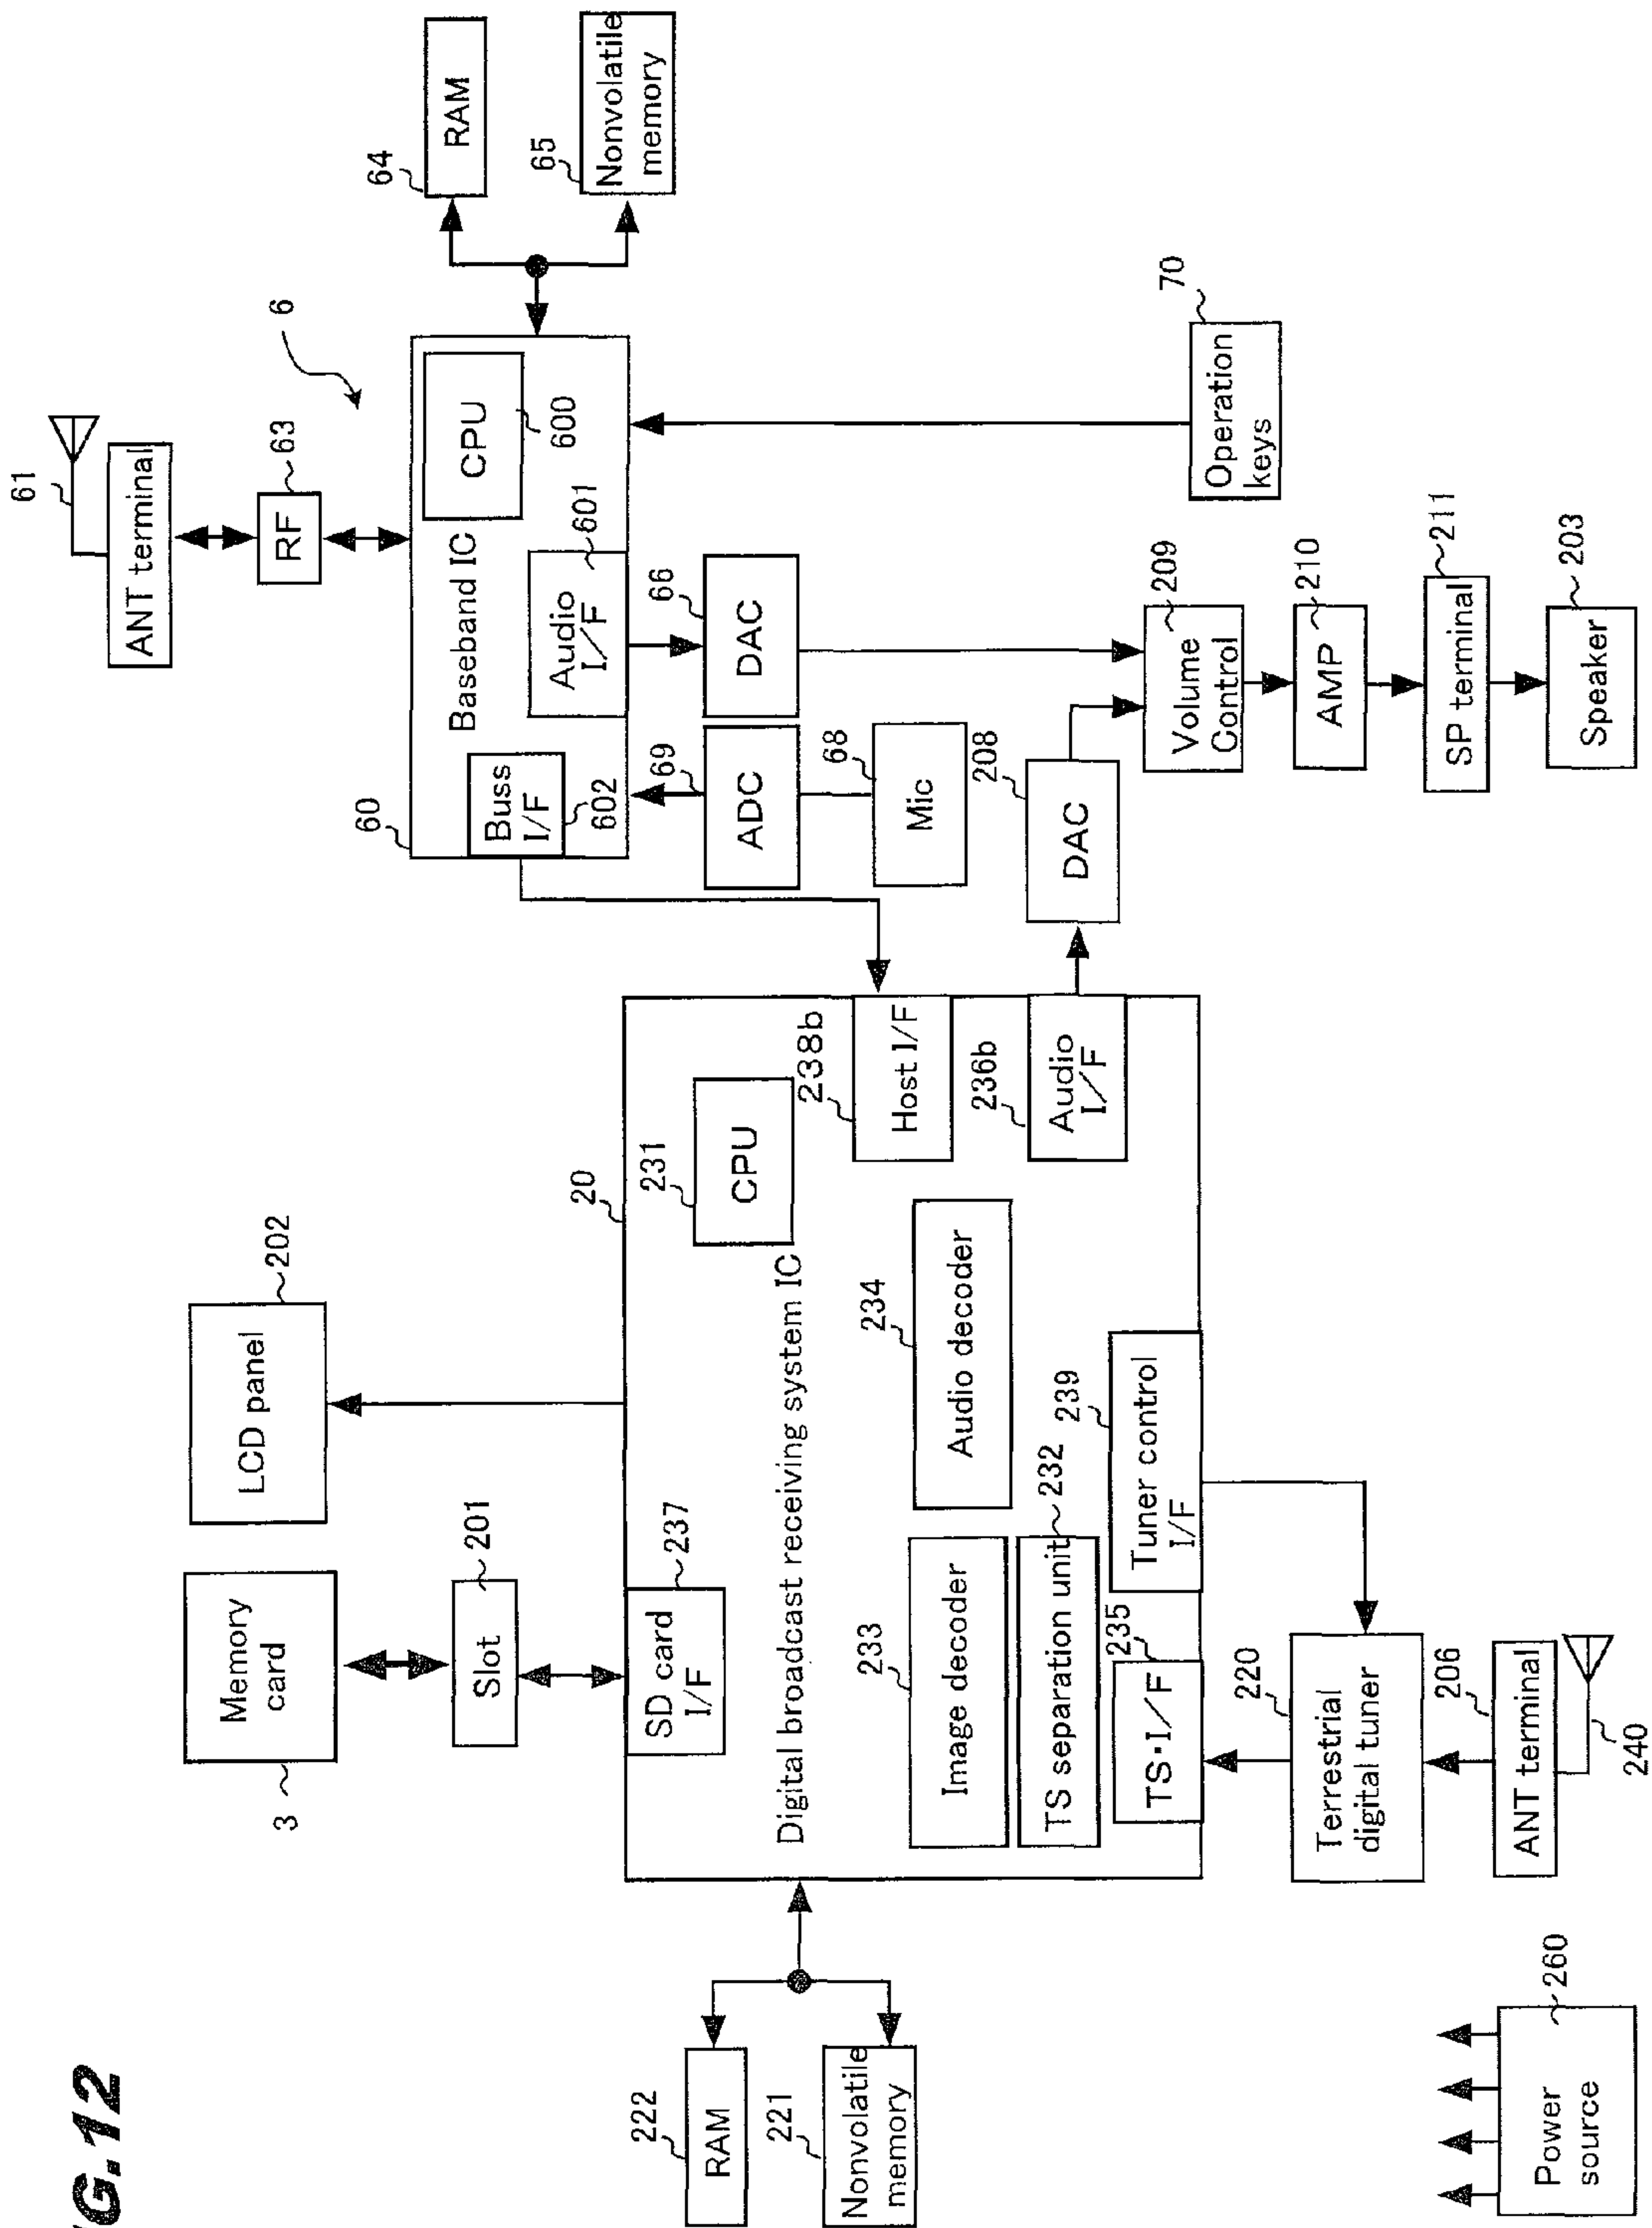 IG.12
Memory
card
3
LCD panel
202
Slot
201
61
ANT terminal
RF
63
6
64
RAM
65
Nonvolatile
memory
60
Baseband IC
CPU
600
Buss
I/F
602
Audio
I/F
601
69
ADC
66
DAC
68
Mic
20
SD card
I/F
237
231
CPU
Digital broadcast receiving system IC
238b
Host I/F
236b
Audio
I/F
233
Image decoder
234
Audio decoder
TS separation unit
232
235
TS·I/F
239
Tuner control
I/F
222
RAM
221
Nonvolatile
memory
208
DAC
70
Operation
keys
209
Volume
Control
210
AMP
211
SP terminal
203
Speaker
220
Terrestrial
digital tuner
206
ANT terminal
240
260
Power
source